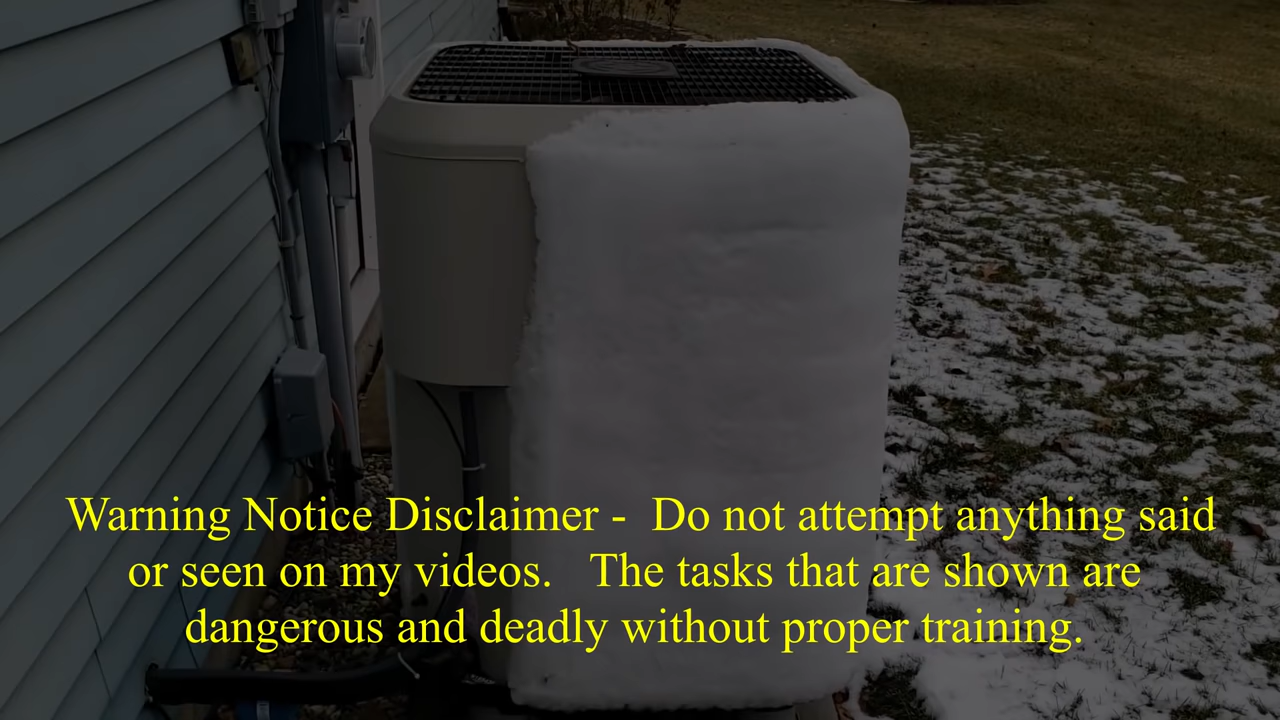 Warning Notice Disclaimer -  Do not attempt anything said
or seen on my videos.   The tasks that are shown are
dangerous and deadly without proper training.